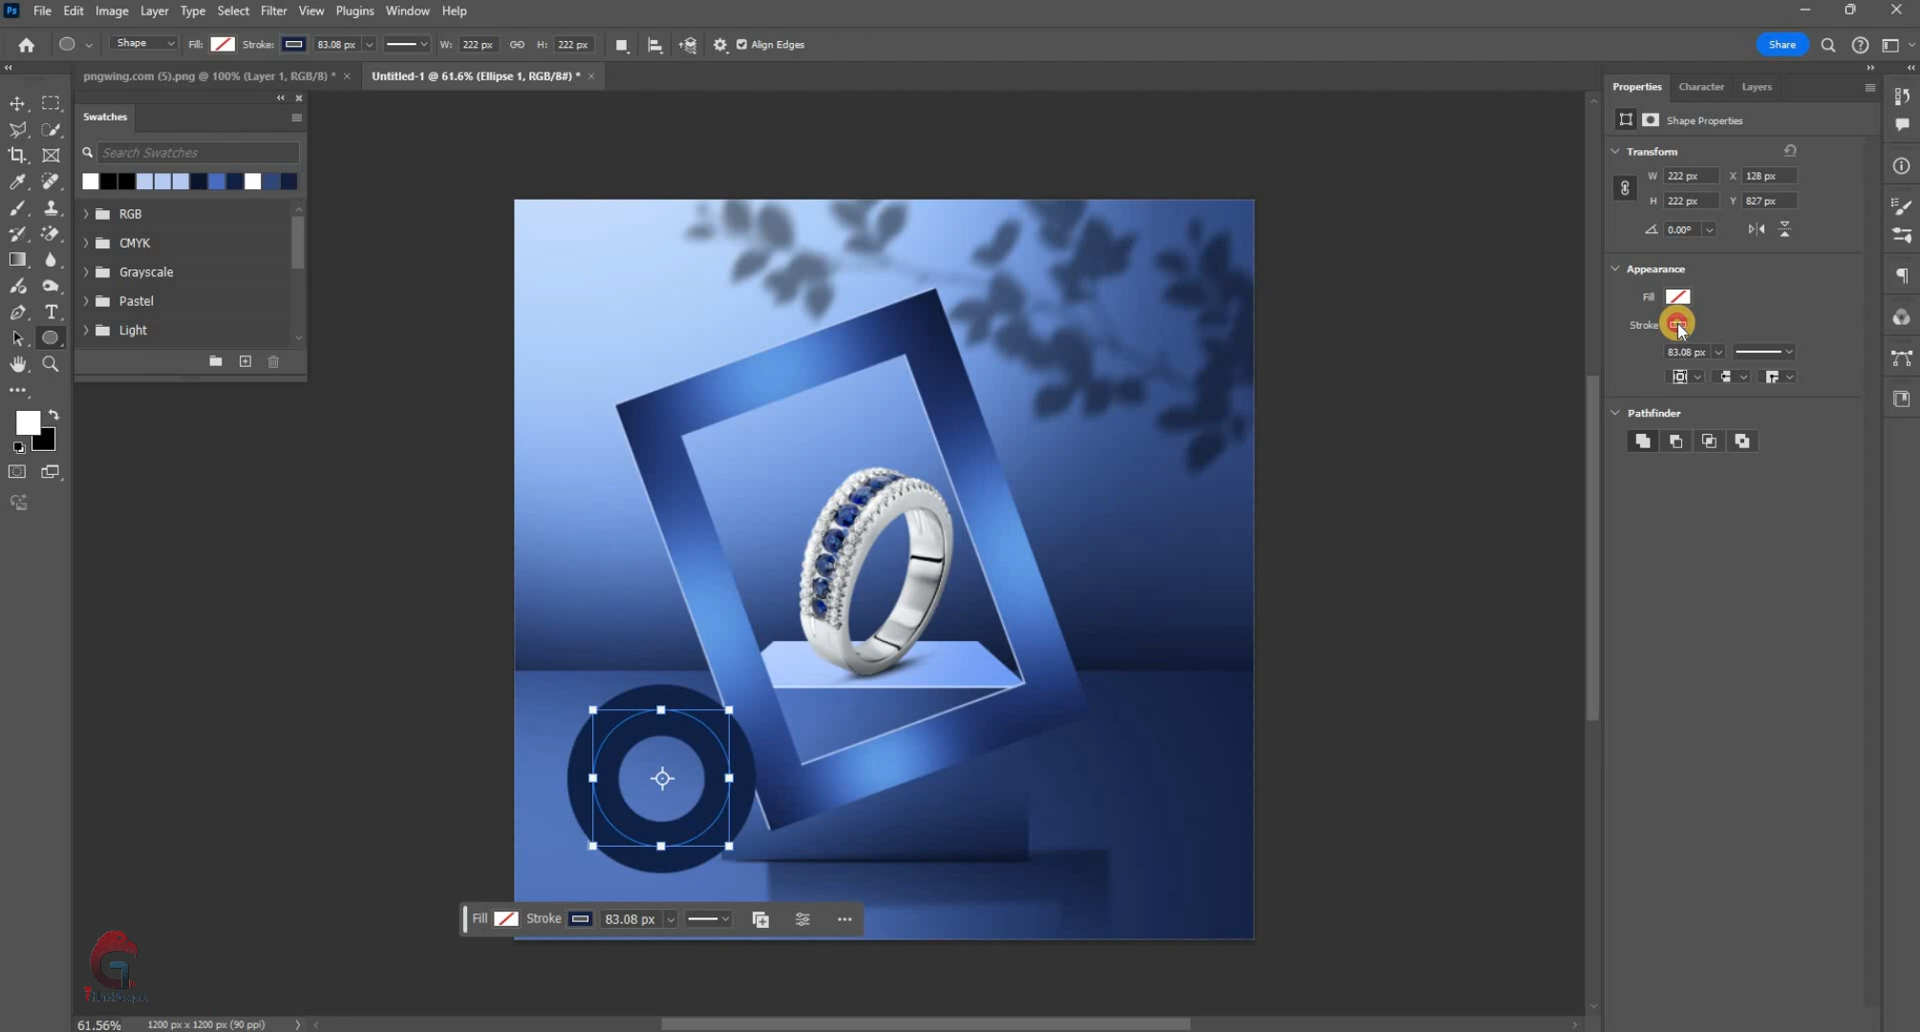 Ps File Edit Image Layer Type Select Filter View Plugins Window Help
Shape Fill: Stroke: 83.08 px W: 222 px H: 222 px Align Edges Share
pngwing.com (5).png @ 100% (Layer 1, RGB/8) * × Untitled-1 @ 61.6% (Ellipse 1, RGB/8#) * ×
Swatches
Search Swatches
RGB
CMYK
Grayscale
Pastel
Light
Properties Character Layers
Shape Properties
Transform
W 222 px X 128 px
H 222 px Y 827 px
0.00°
Appearance
Fill
Stroke
83.08 px
Pathfinder
Fill Stroke 83.08 px
61.56% 1200 px x 1200 px (90 ppi)